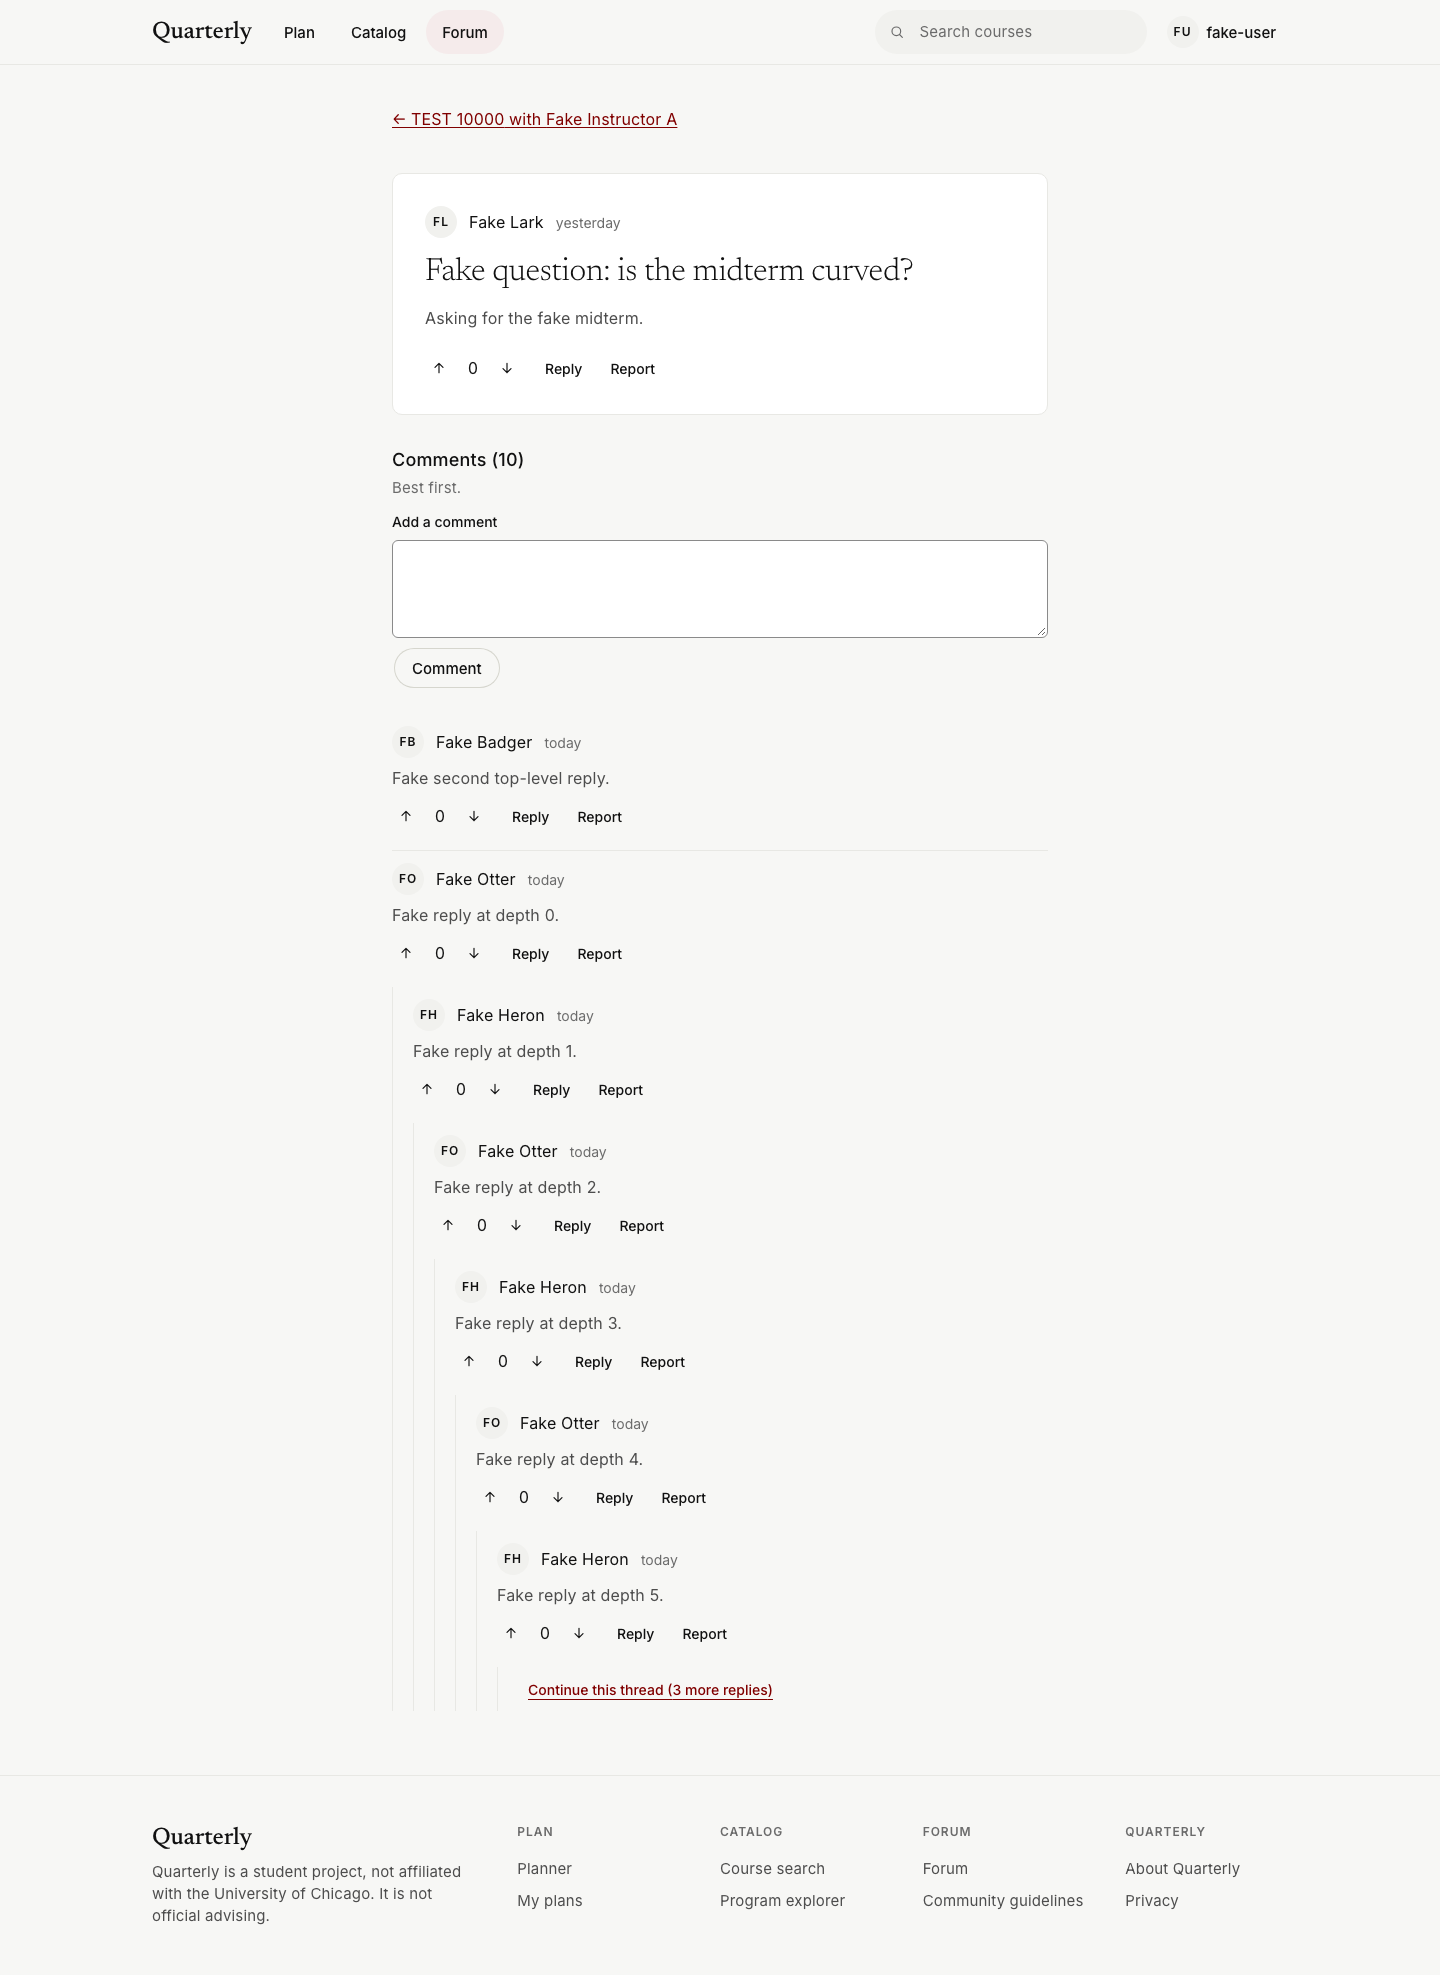 Quarterly Plan Catalog Forum Search courses FU fake-user
← TEST 10000 with Fake Instructor A
FL Fake Lark yesterday
Fake question: is the midterm curved?
Asking for the fake midterm.
↑ 0 ↓ Reply Report
Comments (10)
Best first.
Add a comment
Comment
FB Fake Badger today
Fake second top-level reply.
↑ 0 ↓ Reply Report
FO Fake Otter today
Fake reply at depth 0.
↑ 0 ↓ Reply Report
FH Fake Heron today
Fake reply at depth 1.
↑ 0 ↓ Reply Report
FO Fake Otter today
Fake reply at depth 2.
↑ 0 ↓ Reply Report
FH Fake Heron today
Fake reply at depth 3.
↑ 0 ↓ Reply Report
FO Fake Otter today
Fake reply at depth 4.
↑ 0 ↓ Reply Report
FH Fake Heron today
Fake reply at depth 5.
↑ 0 ↓ Reply Report
Continue this thread (3 more replies)
Quarterly
Quarterly is a student project, not affiliated
with the University of Chicago. It is not
official advising.
PLAN
Planner
My plans
CATALOG
Course search
Program explorer
FORUM
Forum
Community guidelines
QUARTERLY
About Quarterly
Privacy